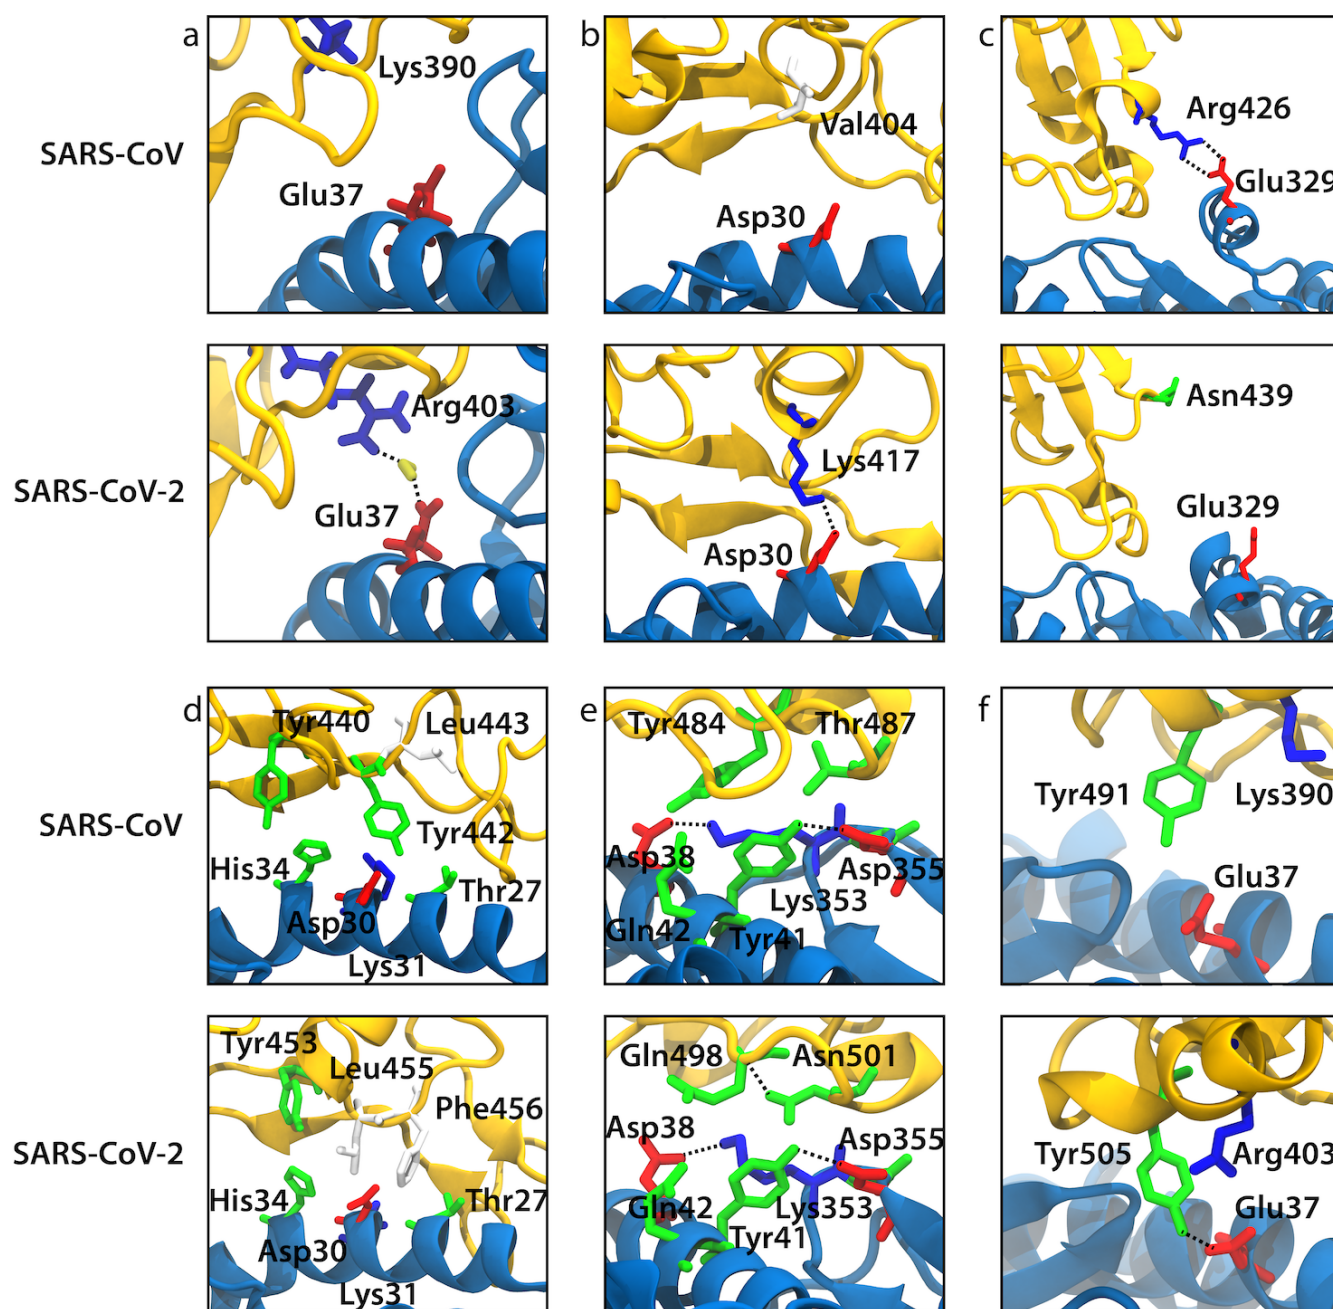 a
b
c
SARS-CoV
Lys390
Glu37
Val404
Asp30
Arg426
Glu329
SARS-CoV-2
Arg403
Glu37
Lys417
Asp30
Asn439
Glu329
d
e
f
SARS-CoV
Tyr440
Leu443
Tyr442
His34
Thr27
Asp30
Lys31
Tyr484
Thr487
Asp38
Asp355
Lys353
Gln42
Tyr41
Tyr491
Lys390
Glu37
SARS-CoV-2
Tyr453
Leu455
Phe456
His34
Thr27
Asp30
Lys31
Gln498
Asn501
Asp38
Asp355
Gln42
Lys353
Tyr41
Tyr505
Arg403
Glu37